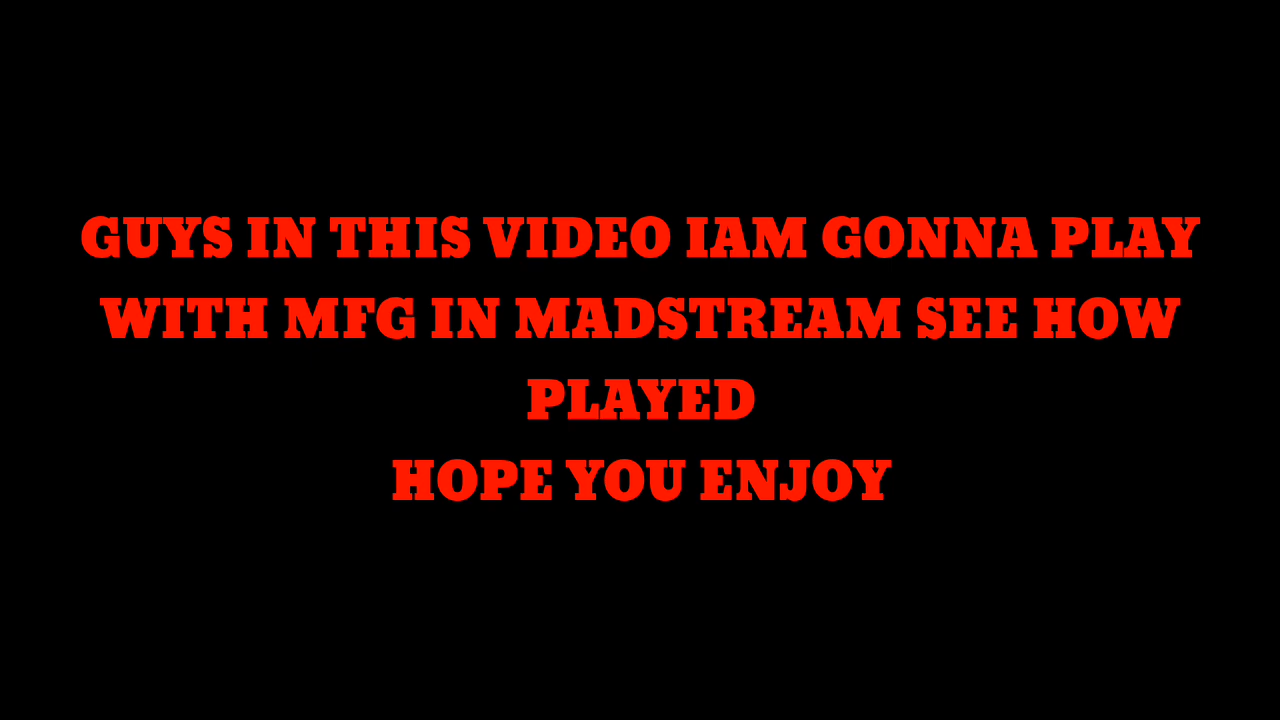 GUYS IN THIS VIDEO IAM GONNA PLAY
WITH MFG IN MADSTREAM SEE HOW
PLAYED
HOPE YOU ENJOY